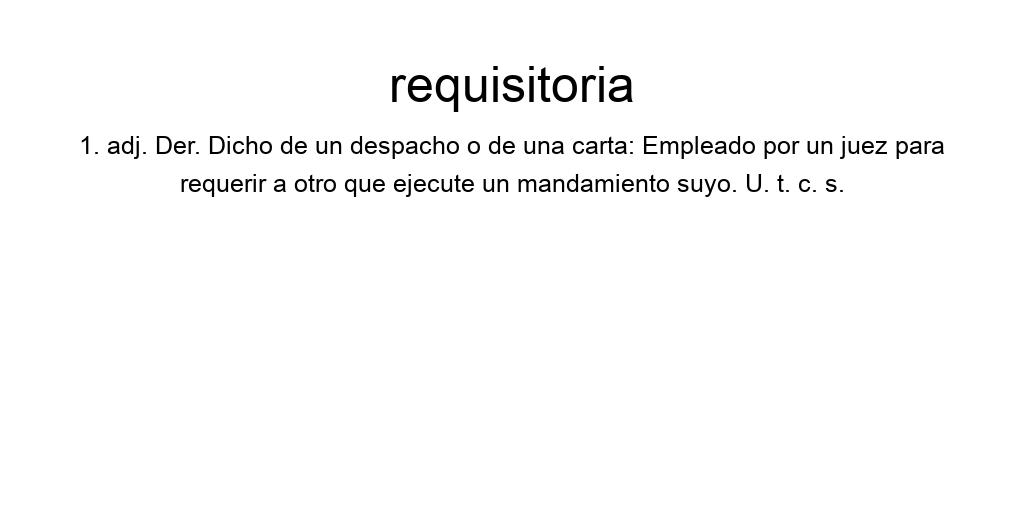 requisitoria
1. adj. Der. Dicho de un despacho o de una carta: Empleado por un juez para
requerir a otro que ejecute un mandamiento suyo. U. t. c. s.